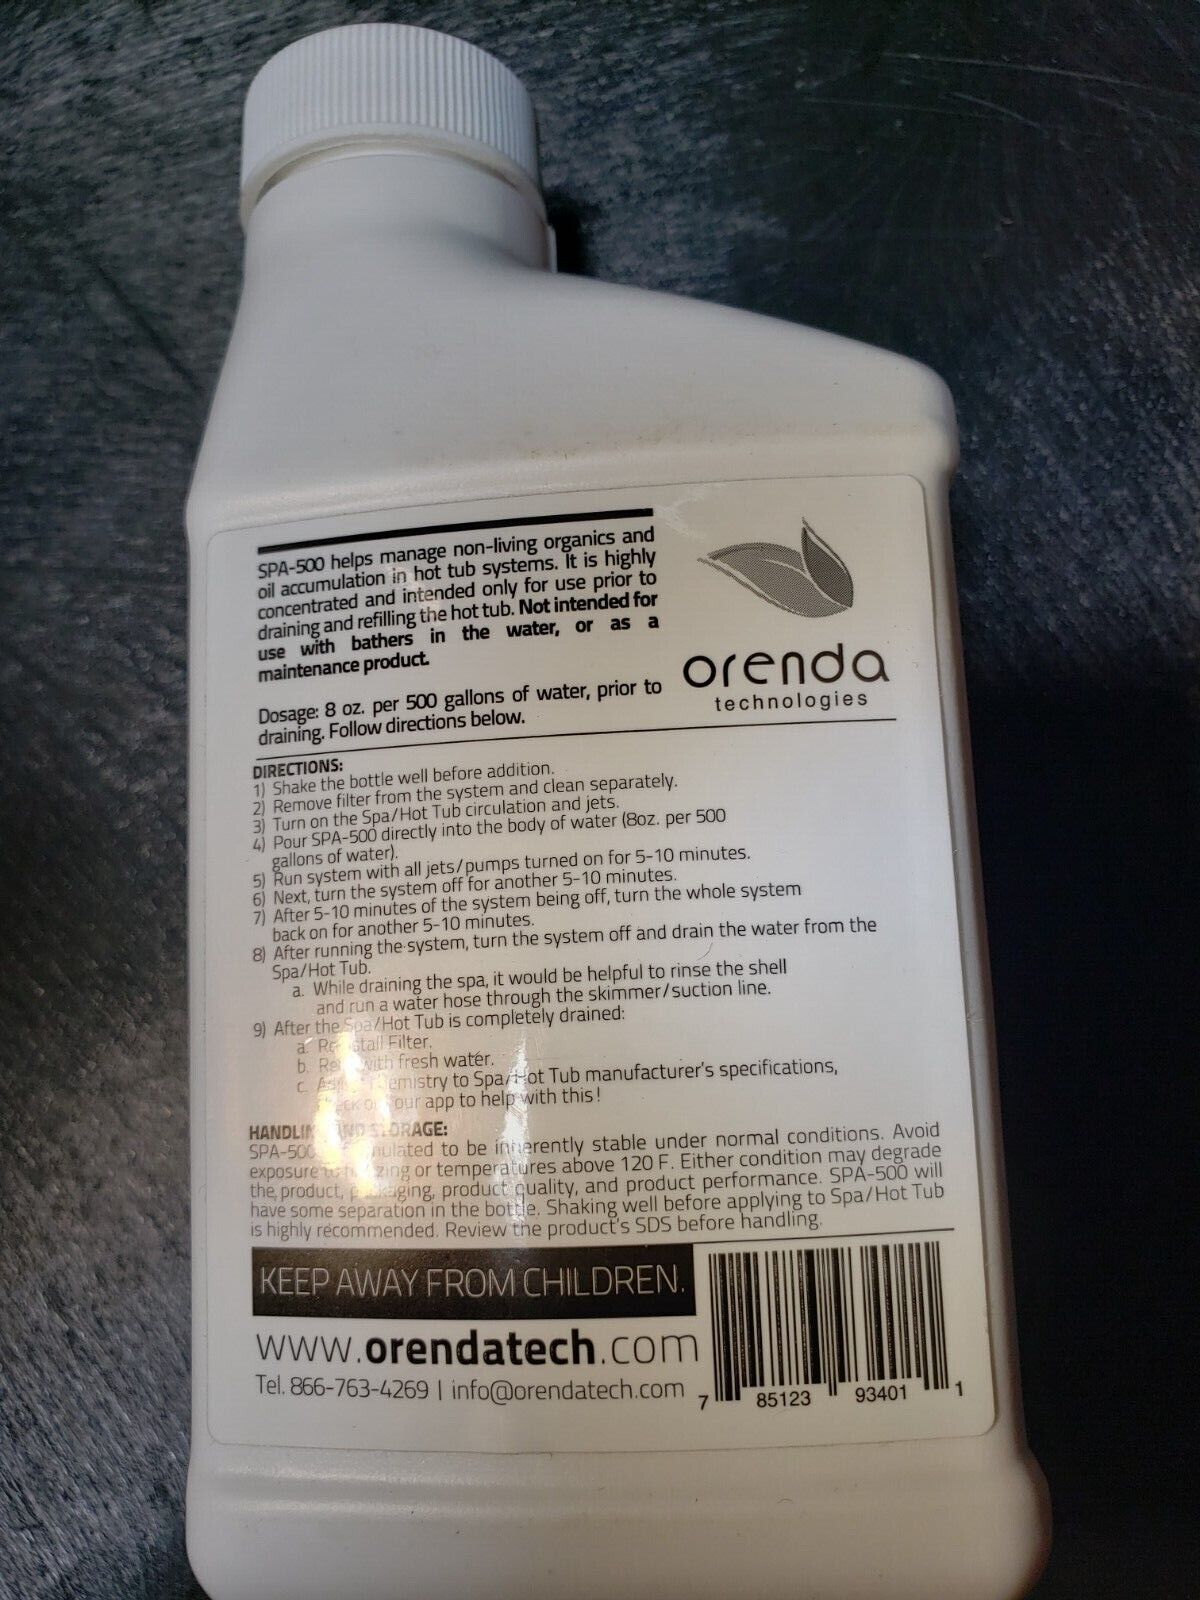 SPA-500 helps manage non-living organics and
oil accumulation in hot tub systems. It is highly
concentrated and intended only for use prior to
draining and refilling the hot tub. Not intended for
use with bathers in the water, or as a
maintenance product.
Dosage: 8 oz. per 500 gallons of water, prior to
draining. Follow directions below.
orenda
technologies
DIRECTIONS:
1) Shake the bottle well before addition.
2) Remove filter from the system and clean separately.
3) Turn on the Spa/Hot Tub circulation and jets.
4) Pour SPA-500 directly into the body of water (8oz. per 500
gallons of water).
5) Run system with all jets/pumps turned on for 5-10 minutes.
6) Next, turn the system off for another 5-10 minutes.
7) After 5-10 minutes of the system being off, turn the whole system
back on for another 5-10 minutes.
8) After running the system, turn the system off and drain the water from the
Spa/Hot Tub.
a. While draining the spa, it would be helpful to rinse the shell
and run a water hose through the skimmer/suction line.
9) After the Spa/Hot Tub is completely drained:
a. Filter.
b. with fresh water.
c. to Spa/Hot Tub manufacturer's specifications,
our app to help with this!
HANDLING AND STORAGE:
SPA-500 to be inherently stable under normal conditions. Avoid
exposure to freezing or temperatures above 120 F. Either condition may degrade
the product, packaging, product quality, and product performance. SPA-500 will
have some separation in the bottle. Shaking well before applying to Spa/Hot Tub
is highly recommended. Review the product's SDS before handling.
KEEP AWAY FROM CHILDREN.
www.orendatech.com
Tel. 866-763-4269 | info@orendatech.com
7 85123 93401 1